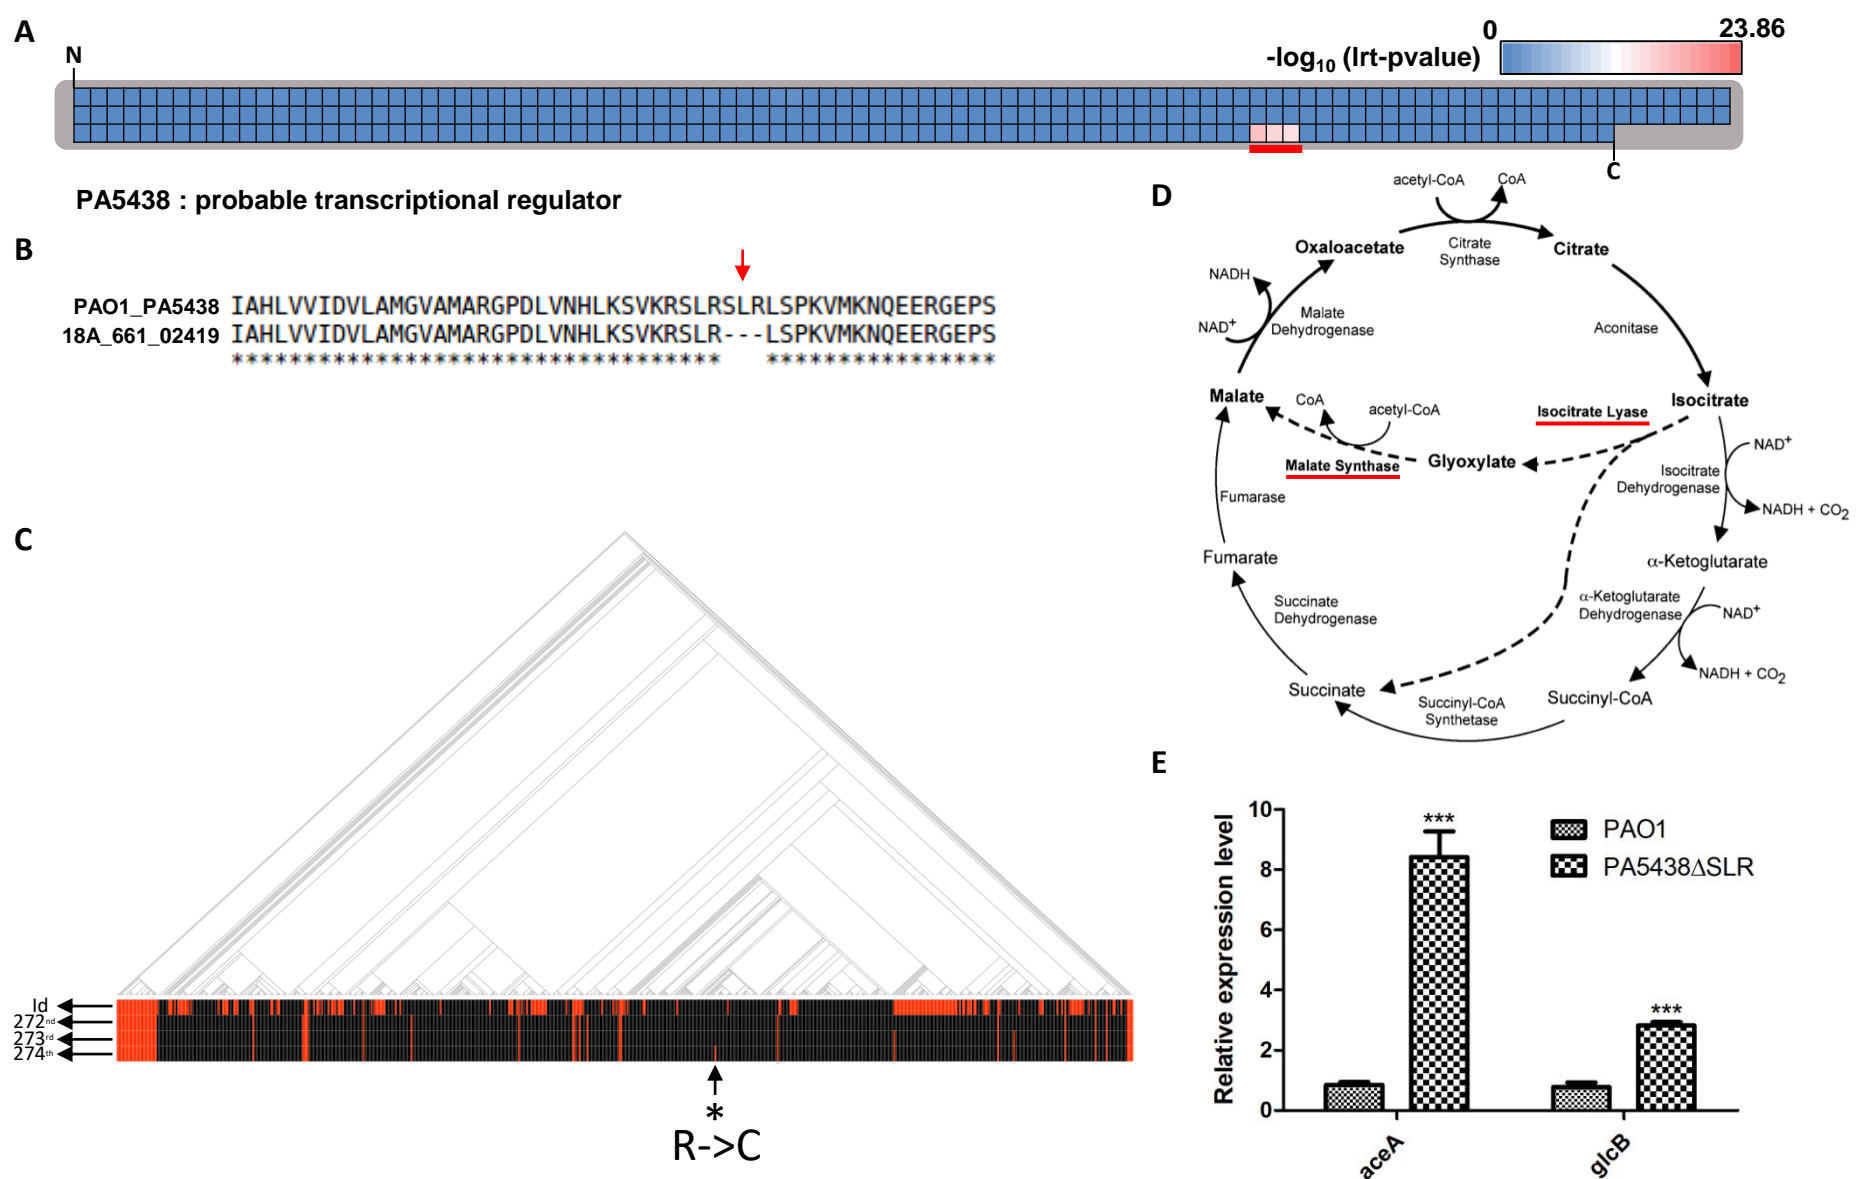 A
N
-log10 (lrt-pvalue)
0
23.86
C
PA5438 : probable transcriptional regulator
B
PAO1_PA5438 IAHLVVIDVLAMGVAMARGPDLVNHLKSVKRSLRSLRLSPKVMKNQEERGEPS
18A_661_02419 IAHLVVIDVLAMGVAMARGPDLVNHLKSVKRSLR---LSPKVMKNQEERGEPS
********************************** ****************
C
Id
272nd
273rd
274th
*
R->C
D
acetyl-CoA
CoA
Oxaloacetate
Citrate
Synthase
Citrate
NADH
NAD+
Malate
Dehydrogenase
Aconitase
Malate
CoA
acetyl-CoA
Isocitrate Lyase
Isocitrate
Malate Synthase
Glyoxylate
NAD+
Isocitrate
Dehydrogenase
NADH + CO2
Fumarase
Fumarate
α-Ketoglutarate
Succinate
Dehydrogenase
α-Ketoglutarate
Dehydrogenase
NAD+
NADH + CO2
Succinate
Succinyl-CoA
Synthetase
Succinyl-CoA
E
Relative expression level
10
8
6
4
2
0
***
***
PAO1
PA5438ΔSLR
aceA
glcB